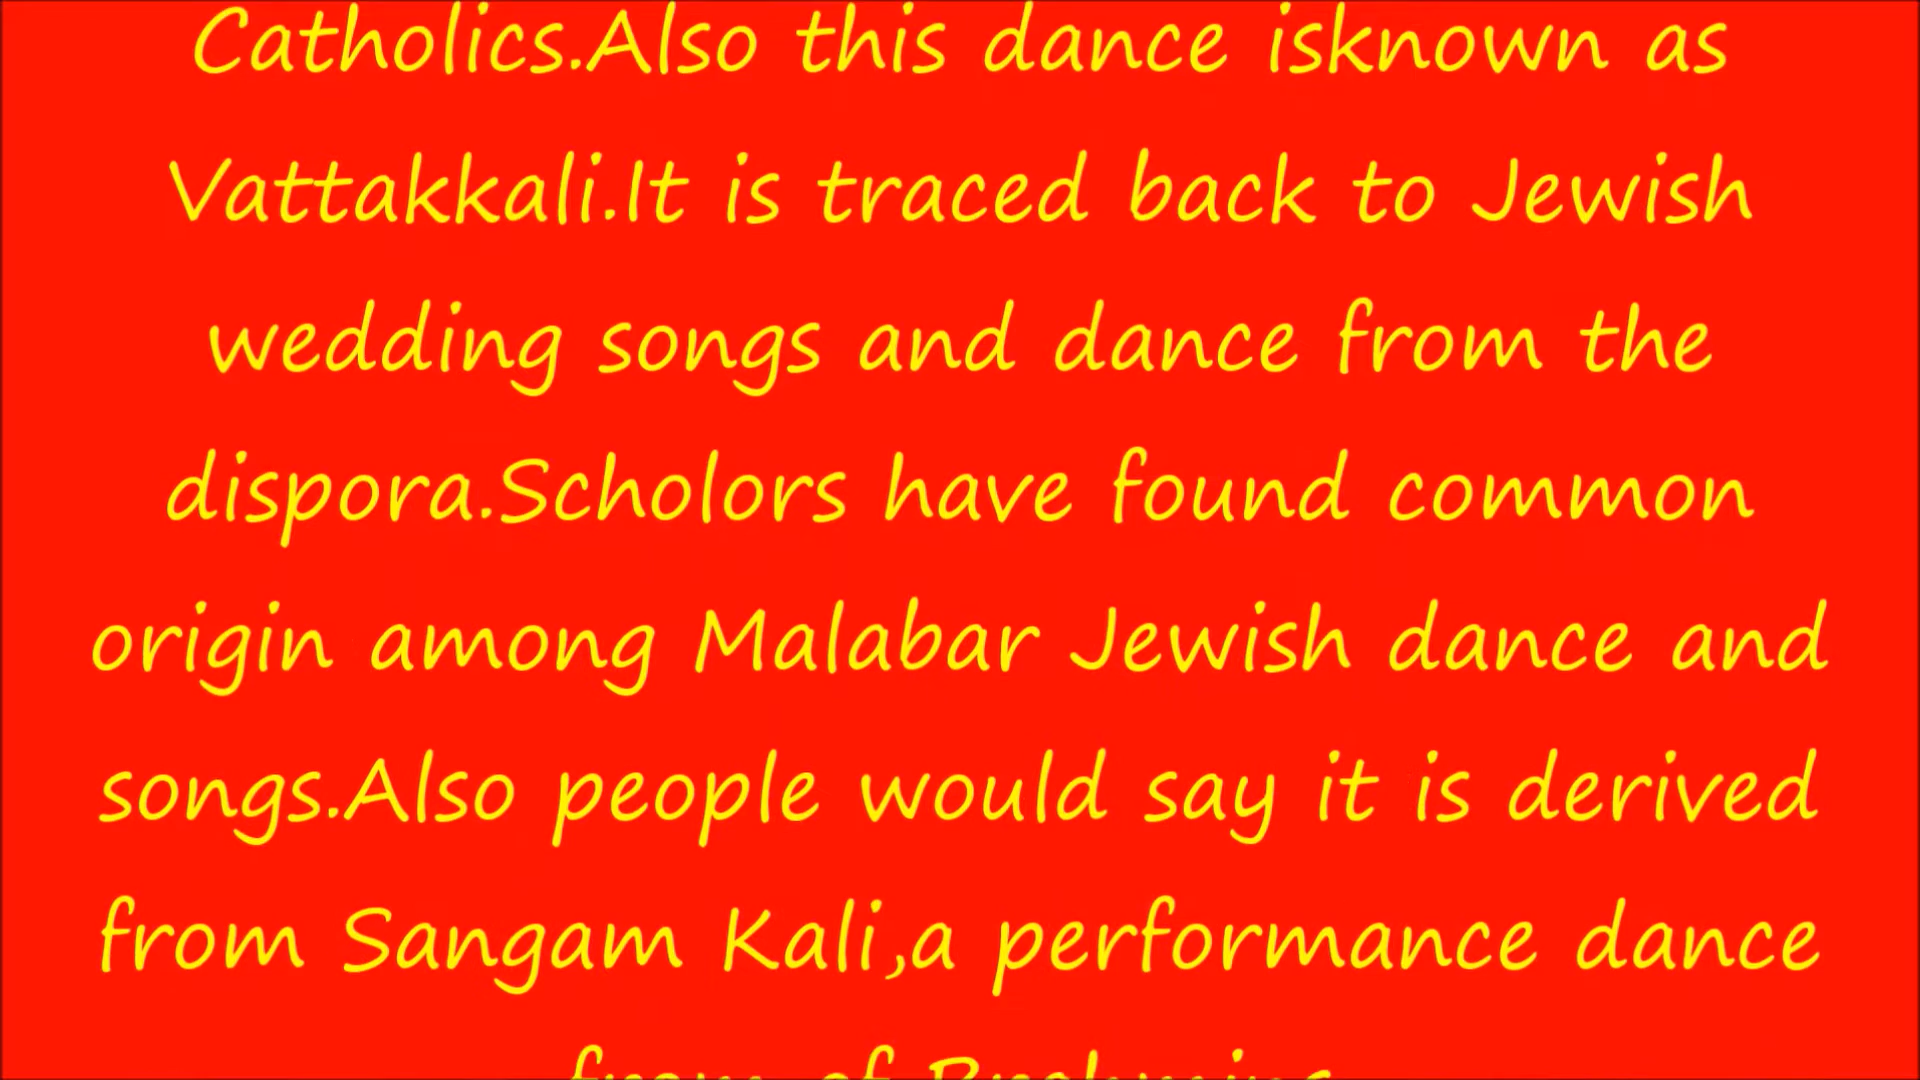 Catholics.Also this dance isknown as
Vattakkali.It is traced back to Jewish
wedding songs and dance from the
dispora.Scholors have found common
origin among Malabar Jewish dance and
songs.Also people would say it is derived
from Sangam Kali,a performance dance
from of